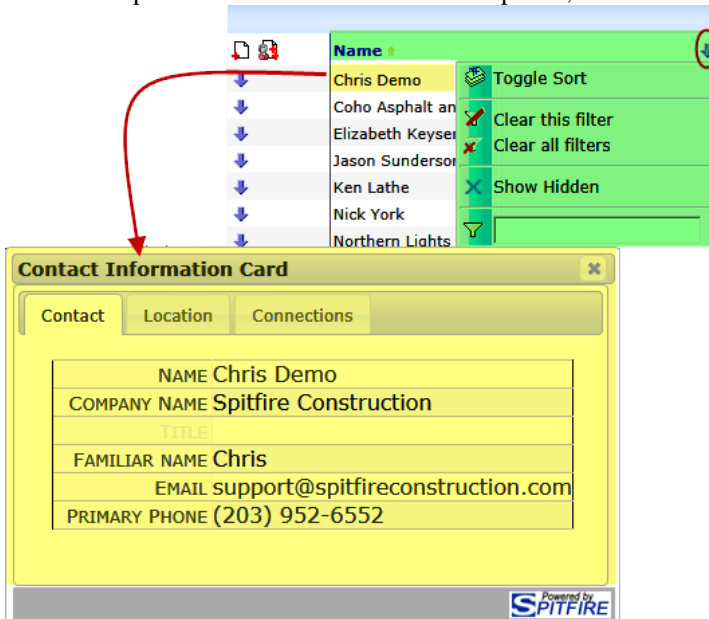 Name
Chris Demo
Toggle Sort
Coho Asphalt an
Clear this filter
Elizabeth Keyser
Clear all filters
Jason Sunderson
Ken Lathe
Show Hidden
Nick York
Northern Lights
Contact Information Card
Contact Location Connections
NAME Chris Demo
COMPANY NAME Spitfire Construction
TITLE
FAMILIAR NAME Chris
EMAIL support@spitfireconstruction.com
PRIMARY PHONE (203) 952-6552
Powered by
SPITFIRE